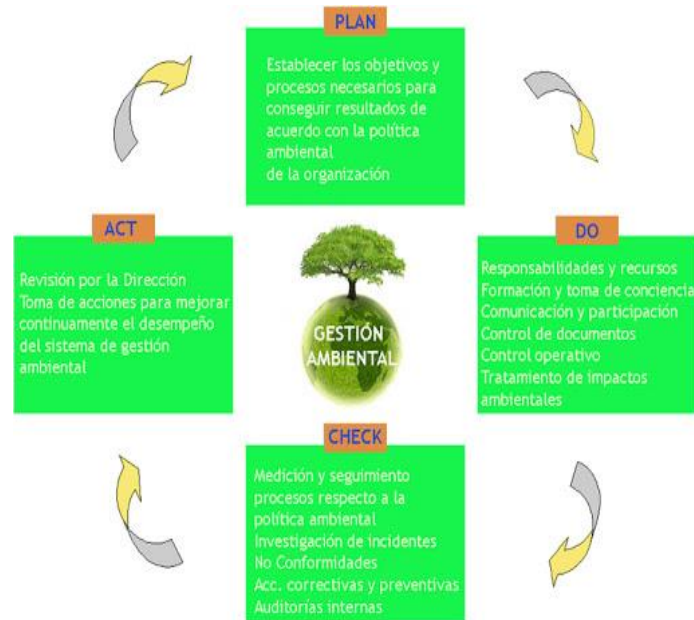 PLAN
Establecer los objetivos y
procesos necesarios para
conseguir resultados de
acuerdo con la política
ambiental
de la organización
DO
Responsabilidades y recursos
Formación y toma de conciencia
Comunicación y participación
Control de documentos
Control operativo
Tratamiento de impactos
ambientales
CHECK
Medición y seguimiento
procesos respecto a la
política ambiental
Investigación de incidentes
No Conformidades
Acc. correctivas y preventivas
Auditorías internas
ACT
Revisión por la Dirección
Toma de acciones para mejorar
continuamente el desempeño
del sistema de gestión
ambiental
GESTIÓN
AMBIENTAL